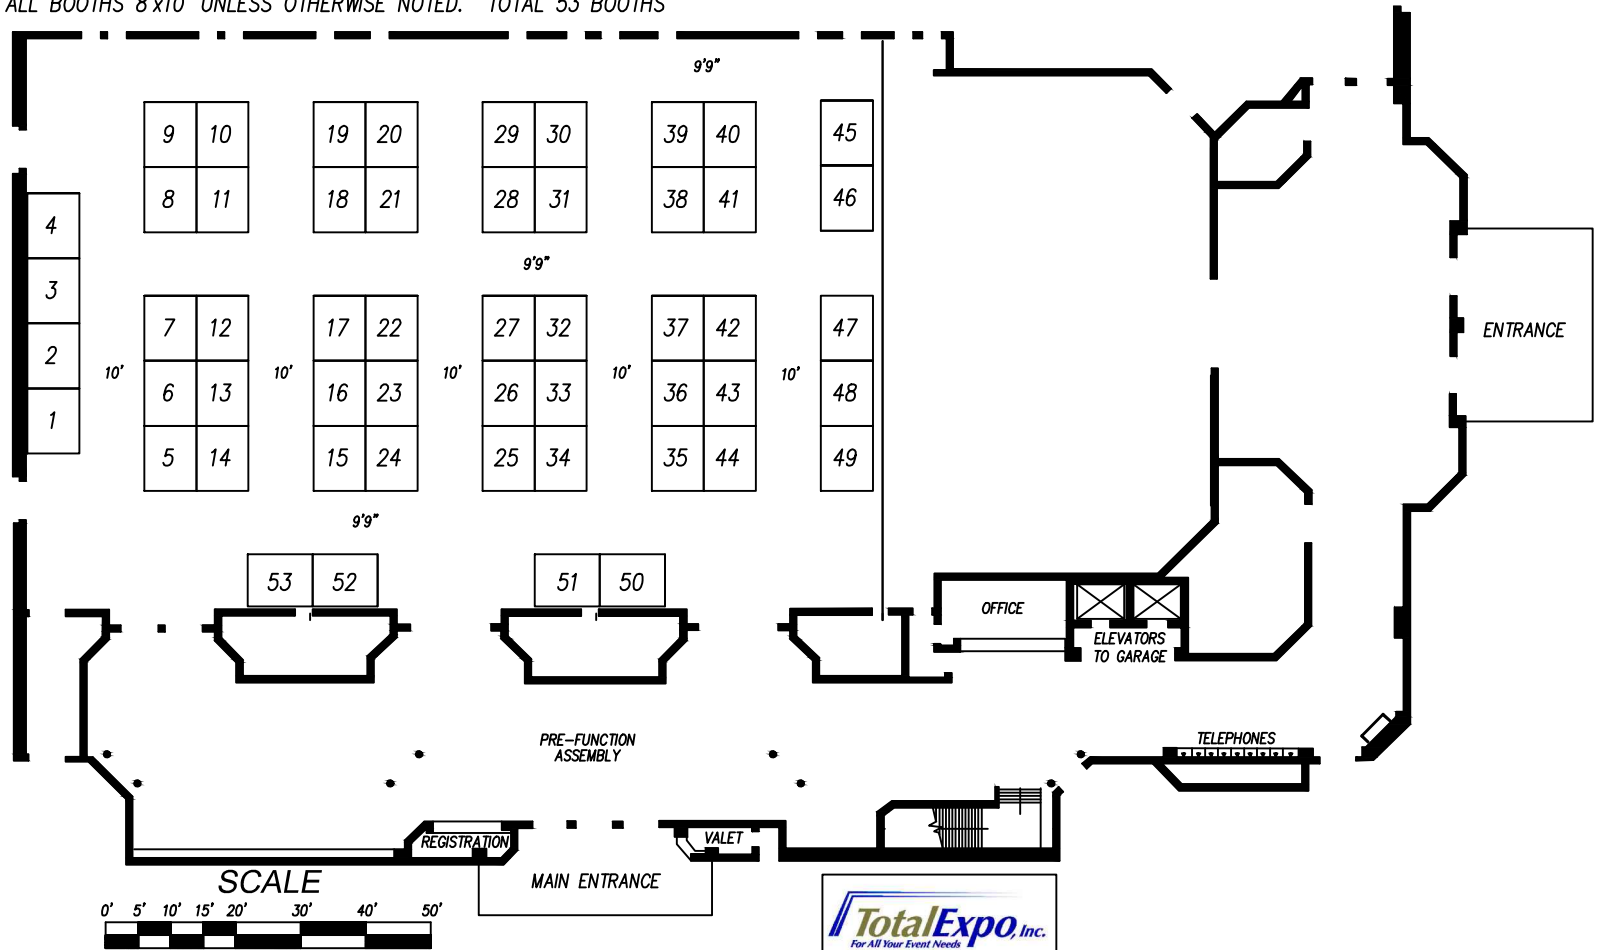 ALL BOOTHS 8'x10' UNLESS OTHERWISE NOTED. TOTAL 53 BOOTHS
9'9"
9 10 19 20 29 30 39 40 45
8 11 18 21 28 31 38 41 46
4
3
2
1
9'9"
7 12 17 22 27 32 37 42 47
10' 10' 10' 10' 10'
6 13 16 23 26 33 36 43 48
5 14 15 24 25 34 35 44 49
ENTRANCE
9'9"
53 52 51 50
OFFICE
ELEVATORS
TO GARAGE
PRE-FUNCTION
ASSEMBLY
TELEPHONES
REGISTRATION
VALET
MAIN ENTRANCE
SCALE
0' 5' 10' 15' 20' 30' 40' 50'
TotalExpo, Inc.
For All Your Event Needs